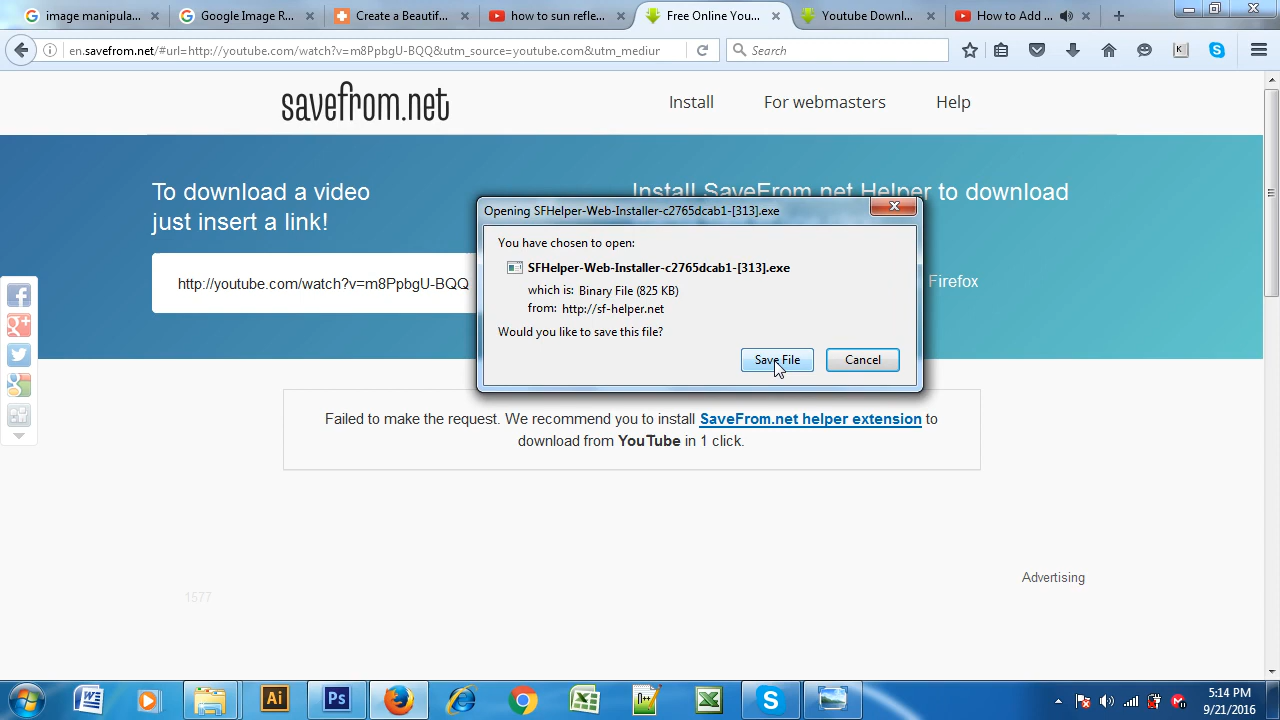 image manipula...
Google Image R...
Create a Beautif...
how to sun refle...
Free Online You...
Youtube Downl...
How to Add ...
en.savefrom.net/#url=http://youtube.com/watch?v=m8PpbgU-BQQ&utm_source=youtube.com&utm_mediur
Search
savefrom.net
Install
For webmasters
Help
To download a video
just insert a link!
Install SaveFrom.net Helper to download
http://youtube.com/watch?v=m8PpbgU-BQQ
Firefox
Opening SFHelper-Web-Installer-c2765dcab1-[313].exe
You have chosen to open:
SFHelper-Web-Installer-c2765dcab1-[313].exe
which is: Binary File (825 KB)
from: http://sf-helper.net
Would you like to save this file?
Save File
Cancel
Failed to make the request. We recommend you to install SaveFrom.net helper extension to
download from YouTube in 1 click.
Advertising
1577
Ai
Ps
5:14 PM
9/21/2016